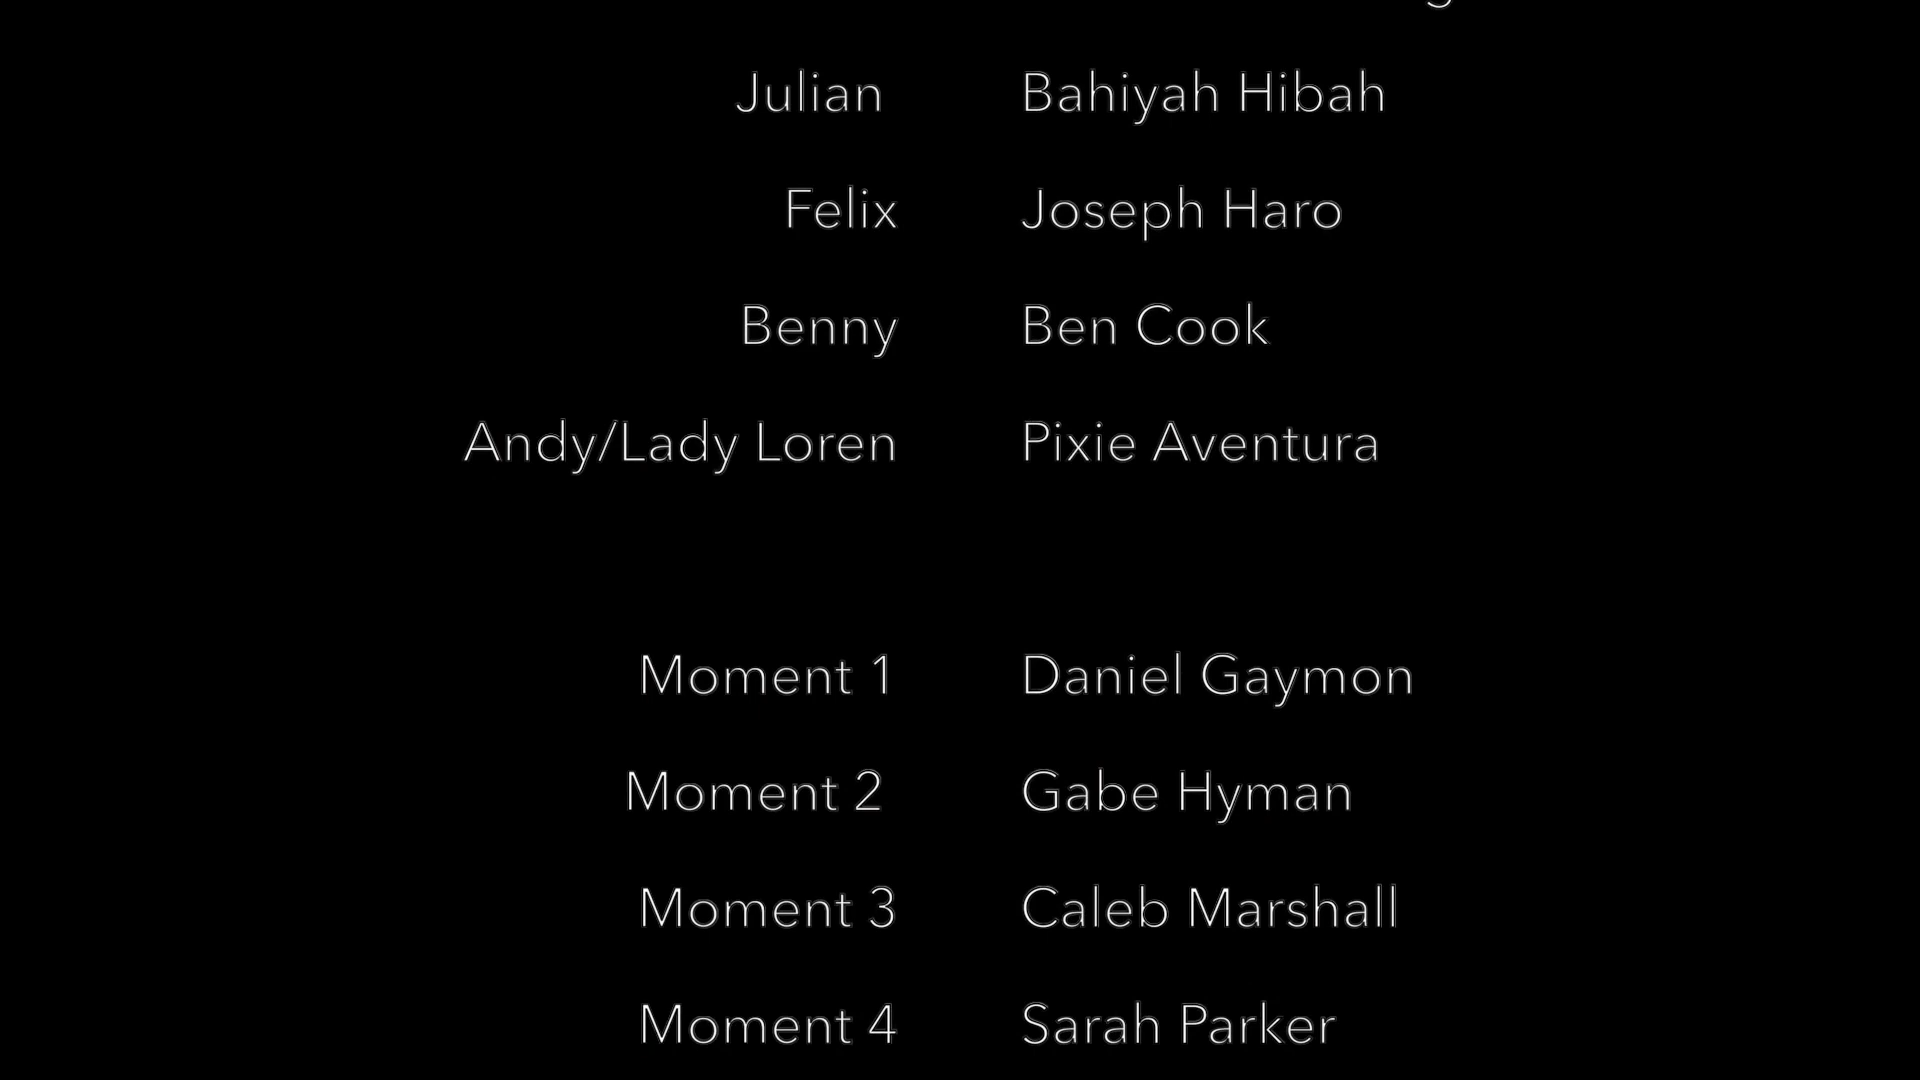 Julian Bahiyah Hibah
Felix Joseph Haro
Benny Ben Cook
Andy/Lady Loren Pixie Aventura
Moment 1 Daniel Gaymon
Moment 2 Gabe Hyman
Moment 3 Caleb Marshall
Moment 4 Sarah Parker